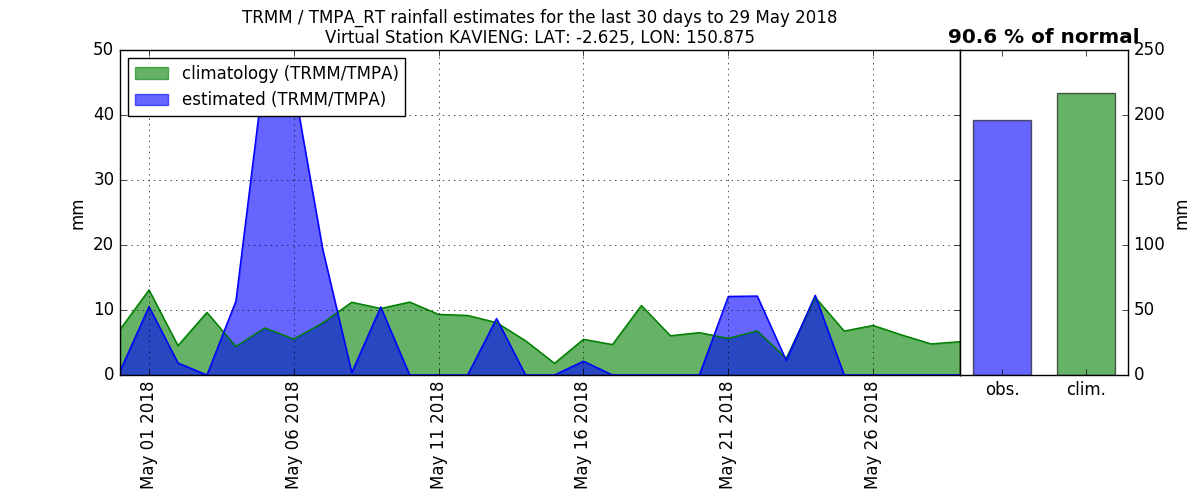 TRMM / TMPA_RT rainfall estimates for the last 30 days to 29 May 2018
Virtual Station KAVIENG: LAT: -2.625, LON: 150.875
90.6 % of normal
climatology (TRMM/TMPA)
estimated (TRMM/TMPA)
50
40
30
20
10
0
mm
May 01 2018
May 06 2018
May 11 2018
May 16 2018
May 21 2018
May 26 2018
obs.
clim.
250
200
150
100
50
0
mm